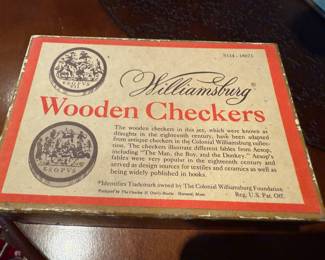 Williamsburg®
Wooden Checkers
The wooden checkers in this set, which were known as
draughts in the eighteenth century, have been adapted
from antique checkers in the Colonial Williamsburg collec-
tion. The checkers illustrate different fables from Aesop,
including "The Man, the Boy, and the Donkey." Aesop's
fables were very popular in the eighteenth century and
served as design sources for textiles and ceramics as well as
being widely published in books.
®Identifies Trademark owned by The Colonial Williamsburg Foundation
Reg. U.S. Pat. Off.